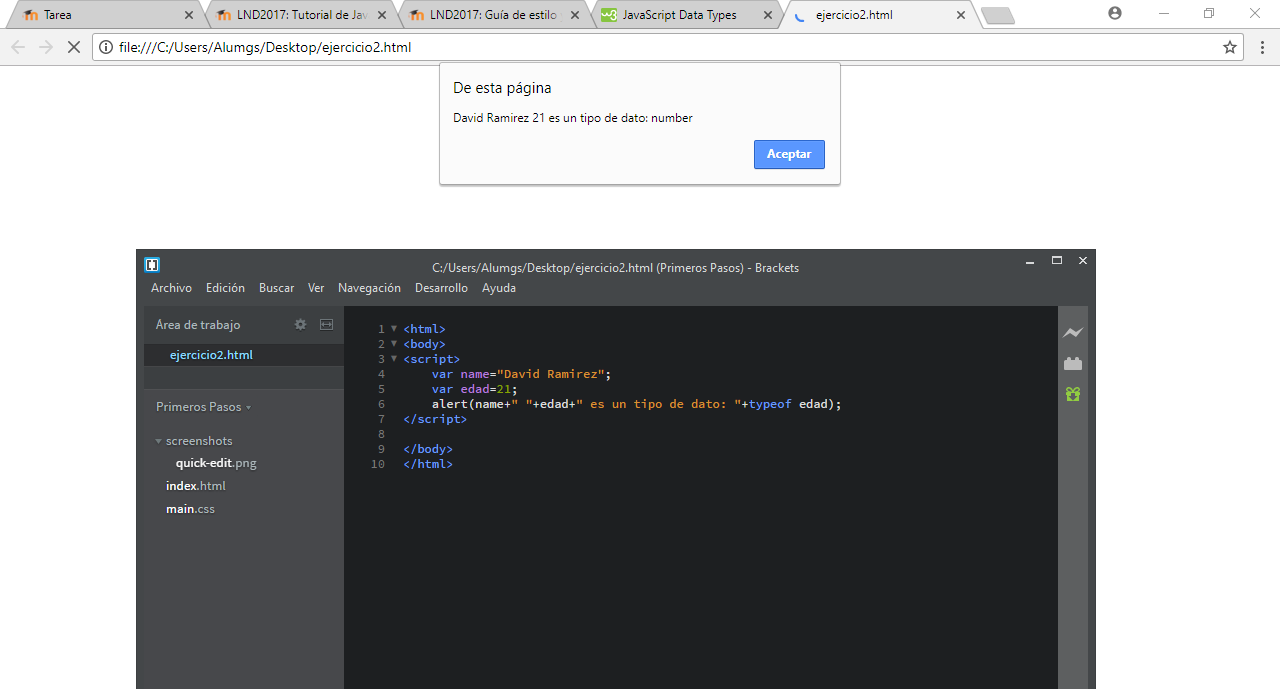 Tarea
LND2017: Tutorial de Jav
LND2017: Guía de estilo
JavaScript Data Types
ejercicio2.html
file:///C:/Users/Alumgs/Desktop/ejercicio2.html
De esta página
David Ramirez 21 es un tipo de dato: number
Aceptar
C:/Users/Alumgs/Desktop/ejercicio2.html (Primeros Pasos) - Brackets
Archivo Edición Buscar Ver Navegación Desarrollo Ayuda
Área de trabajo
ejercicio2.html
Primeros Pasos
screenshots
quick-edit.png
index.html
main.css
1 <html>
2 <body>
3 <script>
4 var name="David Ramirez";
5 var edad=21;
6 alert(name+" "+edad+" es un tipo de dato: "+typeof edad);
7 </script>
8
9 </body>
10 </html>